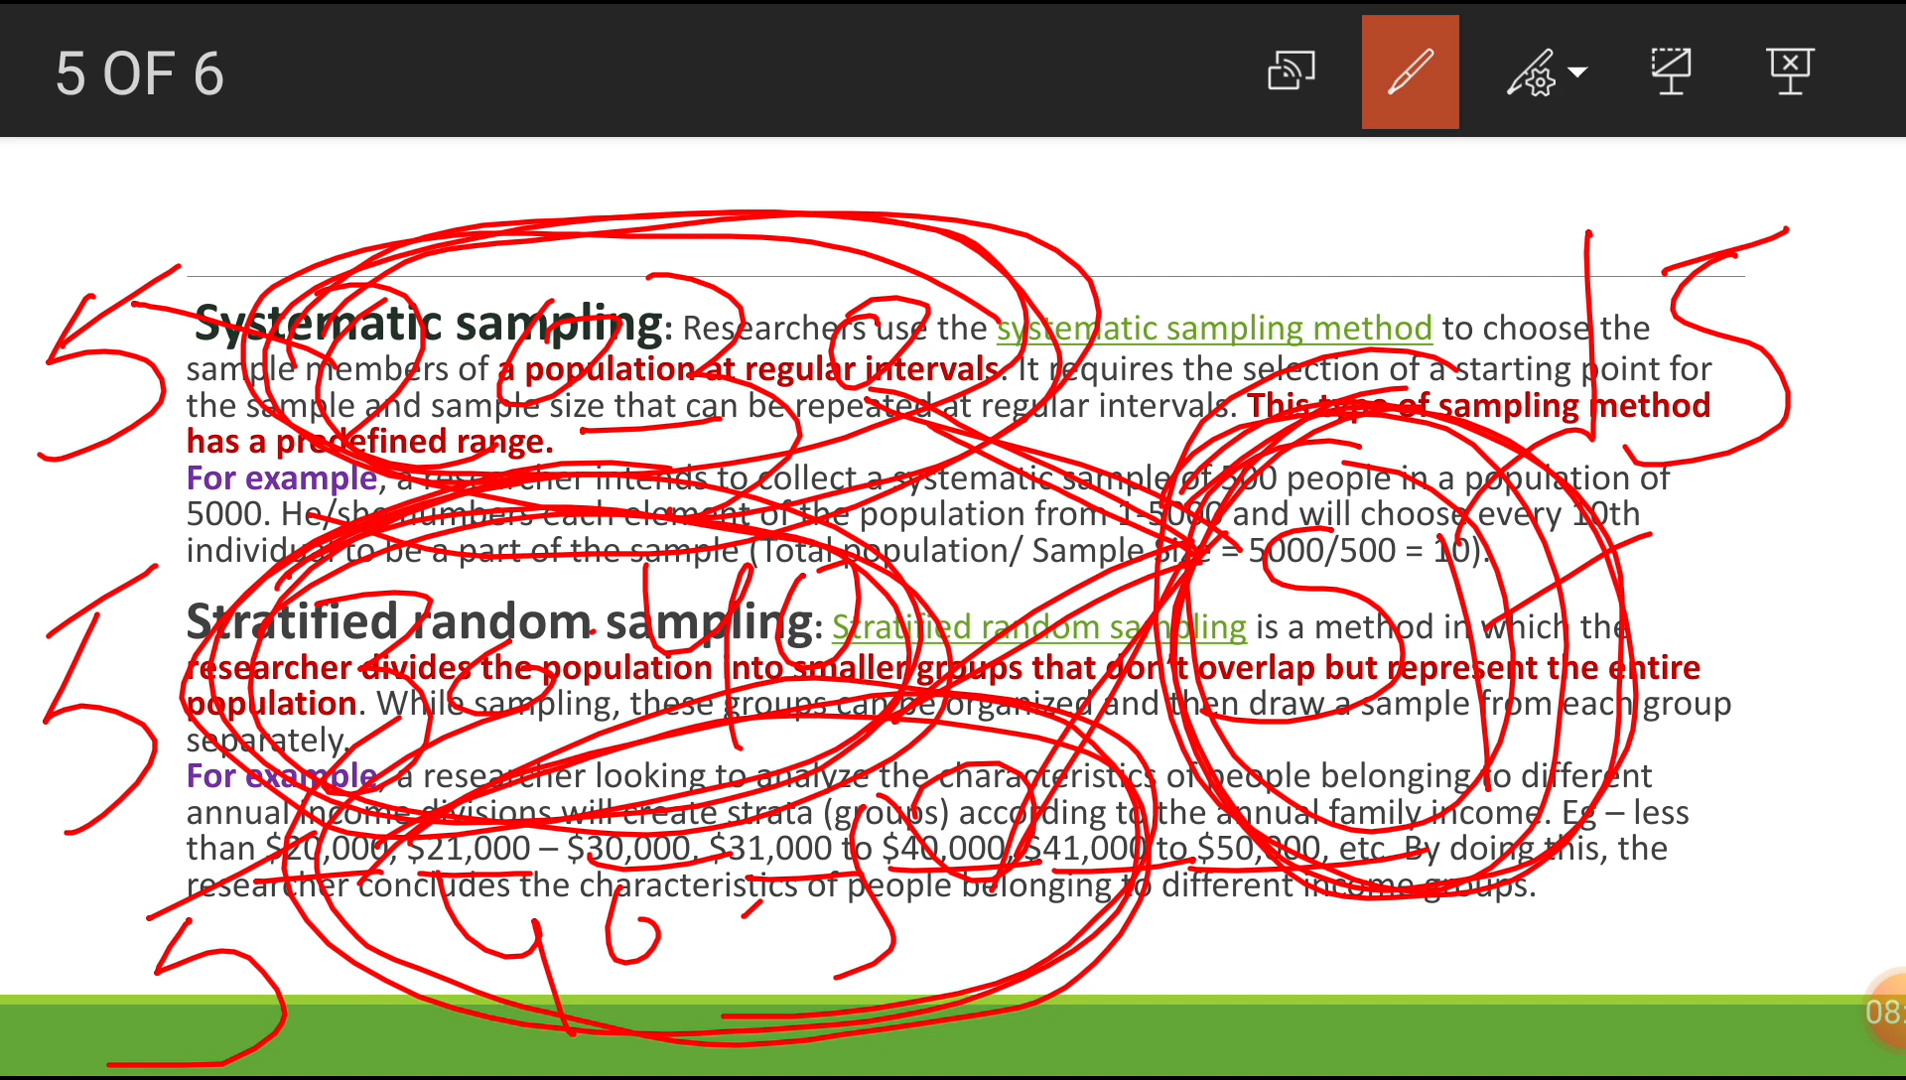 5 OF 6
Systematic sampling: Researchers use the systematic sampling method to choose the
sample members of a population at regular intervals. It requires the selection of a starting point for
the sample and sample size that can be repeated at regular intervals. This type of sampling method
has a predefined range.
For example, a researcher intends to collect a systematic sample of 500 people in a population of
5000. He/she numbers each element of the population from 1-5000 and will choose every 10th
individual to be a part of the sample (Total population/ Sample Size = 5000/500 = 10).
Stratified random sampling: Stratified random sampling is a method in which the
researcher divides the population into smaller groups that don't overlap but represent the entire
population. While sampling, these groups can be organized and then draw a sample from each group
separately.
For example, a researcher looking to analyze the characteristics of people belonging to different
annual income divisions will create strata (groups) according to the annual family income. Eg – less
than $20,000, $21,000 – $30,000, $31,000 to $40,000, $41,000 to $50,000, etc. By doing this, the
researcher concludes the characteristics of people belonging to different income groups.
5
15
5
5